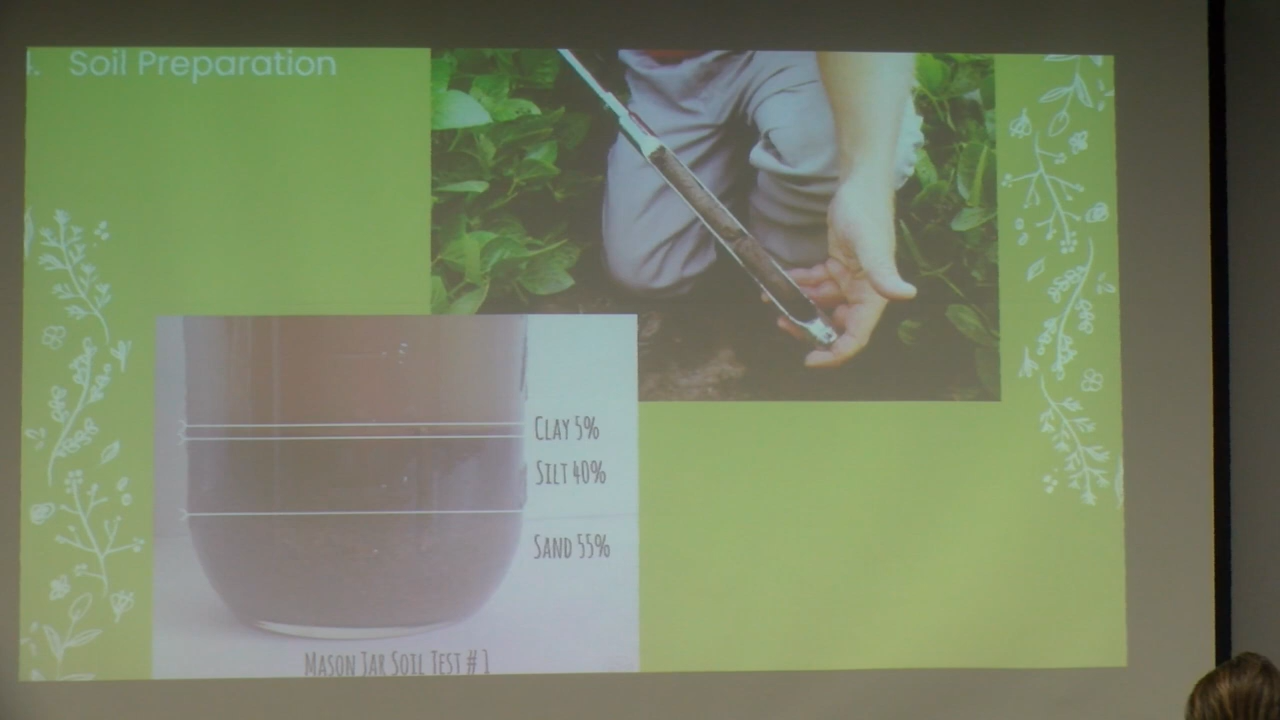 Soil Preparation
CLAY 5%
SILT 40%
SAND 55%
MASON JAR SOIL TEST #1